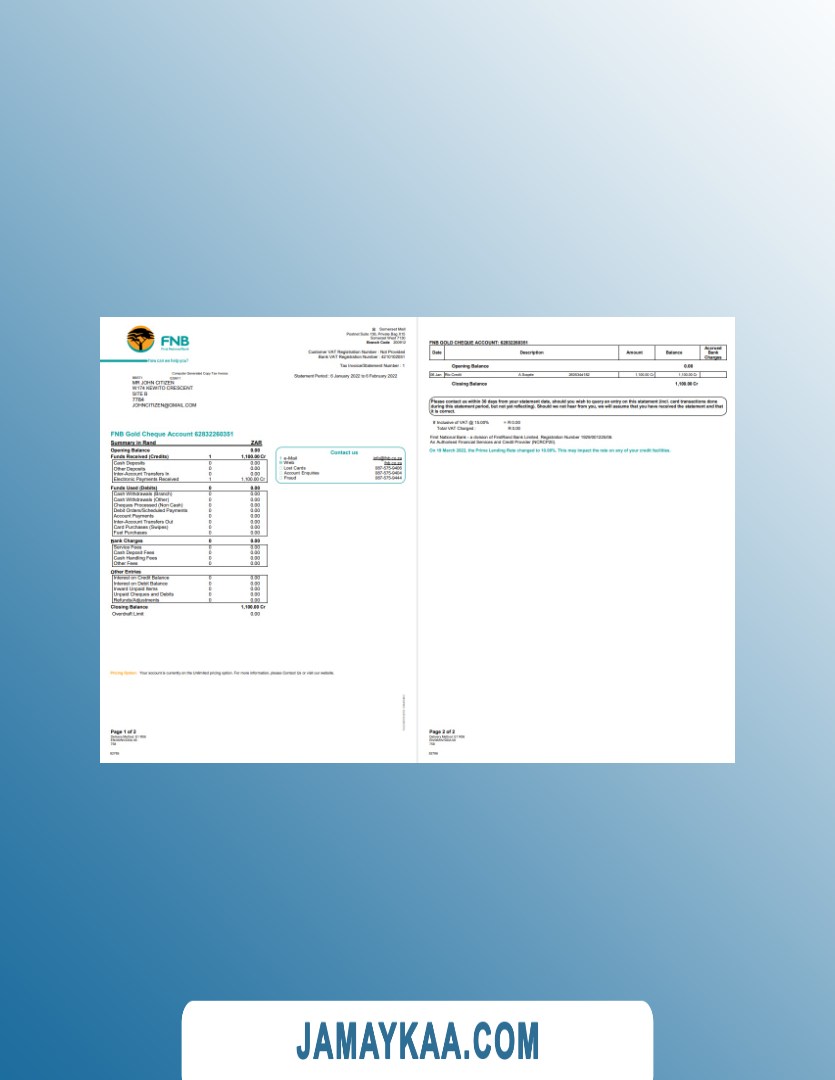 FNB
First National Bank
how can we help you?
Somerset Mall
Postnet Suite 130, Private Bag, X15
Somerset West 7130
Branch Code
Customer VAT Registration Number : Not Provided
Bank VAT Registration Number :
Tax Invoice/Statement Number : 1
Statement Period : 6 January 2022 to 6 February 2022
Computer Generated Copy Tax Invoice
MR JOHN CITIZEN
CRESCENT
SITE B
7784
JOHNCITIZEN@GMAIL.COM
FNB Gold Cheque Account 62832260351
Summary in Rand ZAR
Opening Balance 0.00
Funds Received (Credits) 1 1,100.00 Cr
Cash Deposits 0 0.00
Other Deposits 0 0.00
Inter-Account Transfers In 0 0.00
Electronic Payments Received 1 1,100.00 Cr
Funds Used (Debits) 0 0.00
Cash Withdrawals (Branch) 0 0.00
Cash Withdrawals (Other) 0 0.00
Cheques Processed (Non Cash) 0 0.00
Debit Orders/Scheduled Payments 0 0.00
Account Payments 0 0.00
Inter-Account Transfers Out 0 0.00
Card Purchases (Swipes) 0 0.00
Fuel Purchases 0 0.00
Bank Charges 0 0.00
Service Fees 0 0.00
Cash Deposit Fees 0 0.00
Cash Handling Fees 0 0.00
Other Fees 0 0.00
Other Entries
Interest on Credit Balance 0 0.00
Interest on Debit Balance 0 0.00
Inward Unpaid Items 0 0.00
Unpaid Cheques and Debits 0 0.00
Refunds/Adjustments 0 0.00
Closing Balance 1,100.00 Cr
Overdraft Limit 0.00
Contact us
e-Mail info@fnb.co.za
Web fnb.co.za
Lost Cards 087-575-9406
Account Enquiries 087-575-9404
Fraud 087-575-9444
Pricing Option: Your account is currently on the Unlimited pricing option. For more information, please Contact Us or visit our website.
Page 1 of 2
FNB GOLD CHEQUE ACCOUNT: 62832260351
Date Description Amount Balance Accrued Bank Charges
Opening Balance 0.00
Credit 1,100.00 Cr 1,100.00 Cr
Closing Balance 1,100.00 Cr
Please contact us within 30 days from your statement date, should you wish to query an entry on this statement (incl. card transactions done
during this statement period, but not yet reflecting). Should we not hear from you, we will assume that you have received the statement and that
it is correct.
Inclusive of VAT @ 15.00% = R 0.00
Total VAT Charged R 0.00
First National Bank - a division of FirstRand Bank Limited. Registration Number 1929/001225/06.
An Authorised Financial Services and Credit Provider (NCRCP20).
On 18 March 2022, the Prime Lending Rate changed to 10.00%. This may impact the rate on any of your credit facilities.
Page 2 of 2
JAMAYKAA.COM